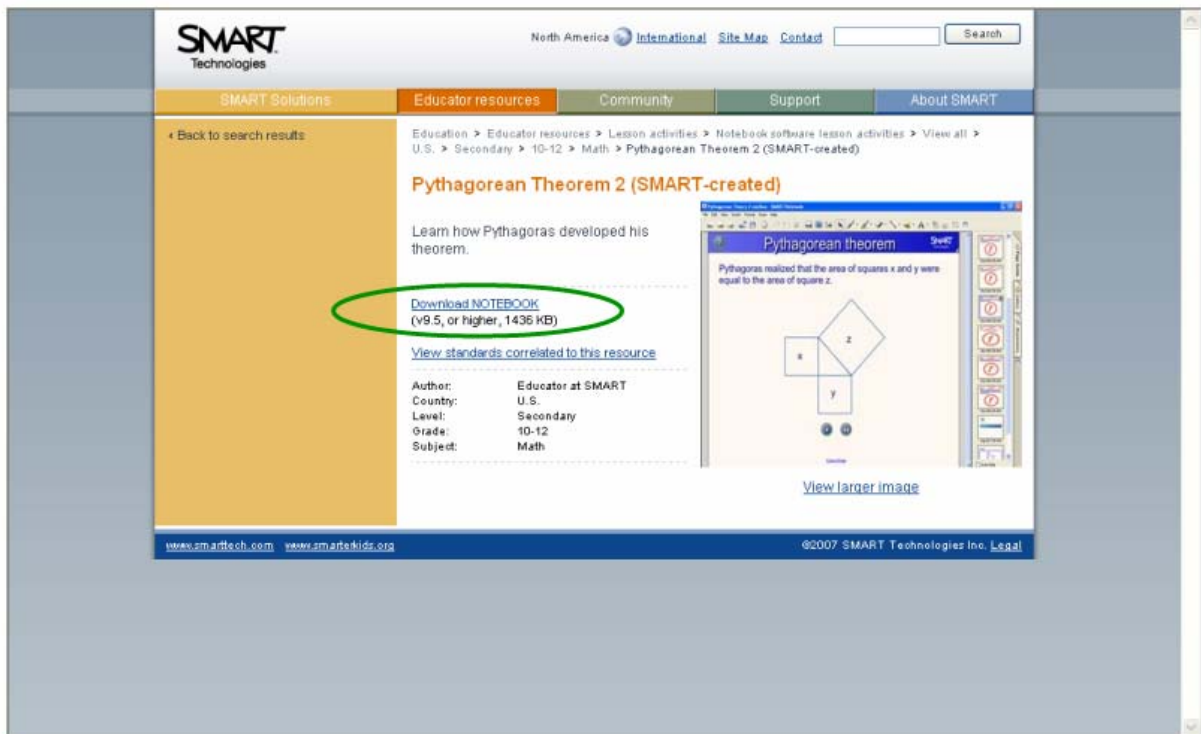 SMART
Technologies
North America International Site Map Contact Search
SMART Solutions Educator resources Community Support About SMART
Back to search results
Education > Educator resources > Lesson activities > Notebook software lesson activities > View all >
U.S. > Secondary > 10-12 > Math > Pythagorean Theorem 2 (SMART-created)
Pythagorean Theorem 2 (SMART-created)
Learn how Pythagoras developed his
theorem.
Download NOTEBOOK
(v9.5, or higher, 1436 KB)
View standards correlated to this resource
Author: Educator at SMART
Country: U.S.
Level: Secondary
Grade: 10-12
Subject: Math
Pythagorean theorem
SMART
Pythagoras realized that the area of squares x and y were
equal to the area of square z.
z
x
y
View larger image
www.smarttech.com www.smarterkids.org
©2007 SMART Technologies Inc. Legal